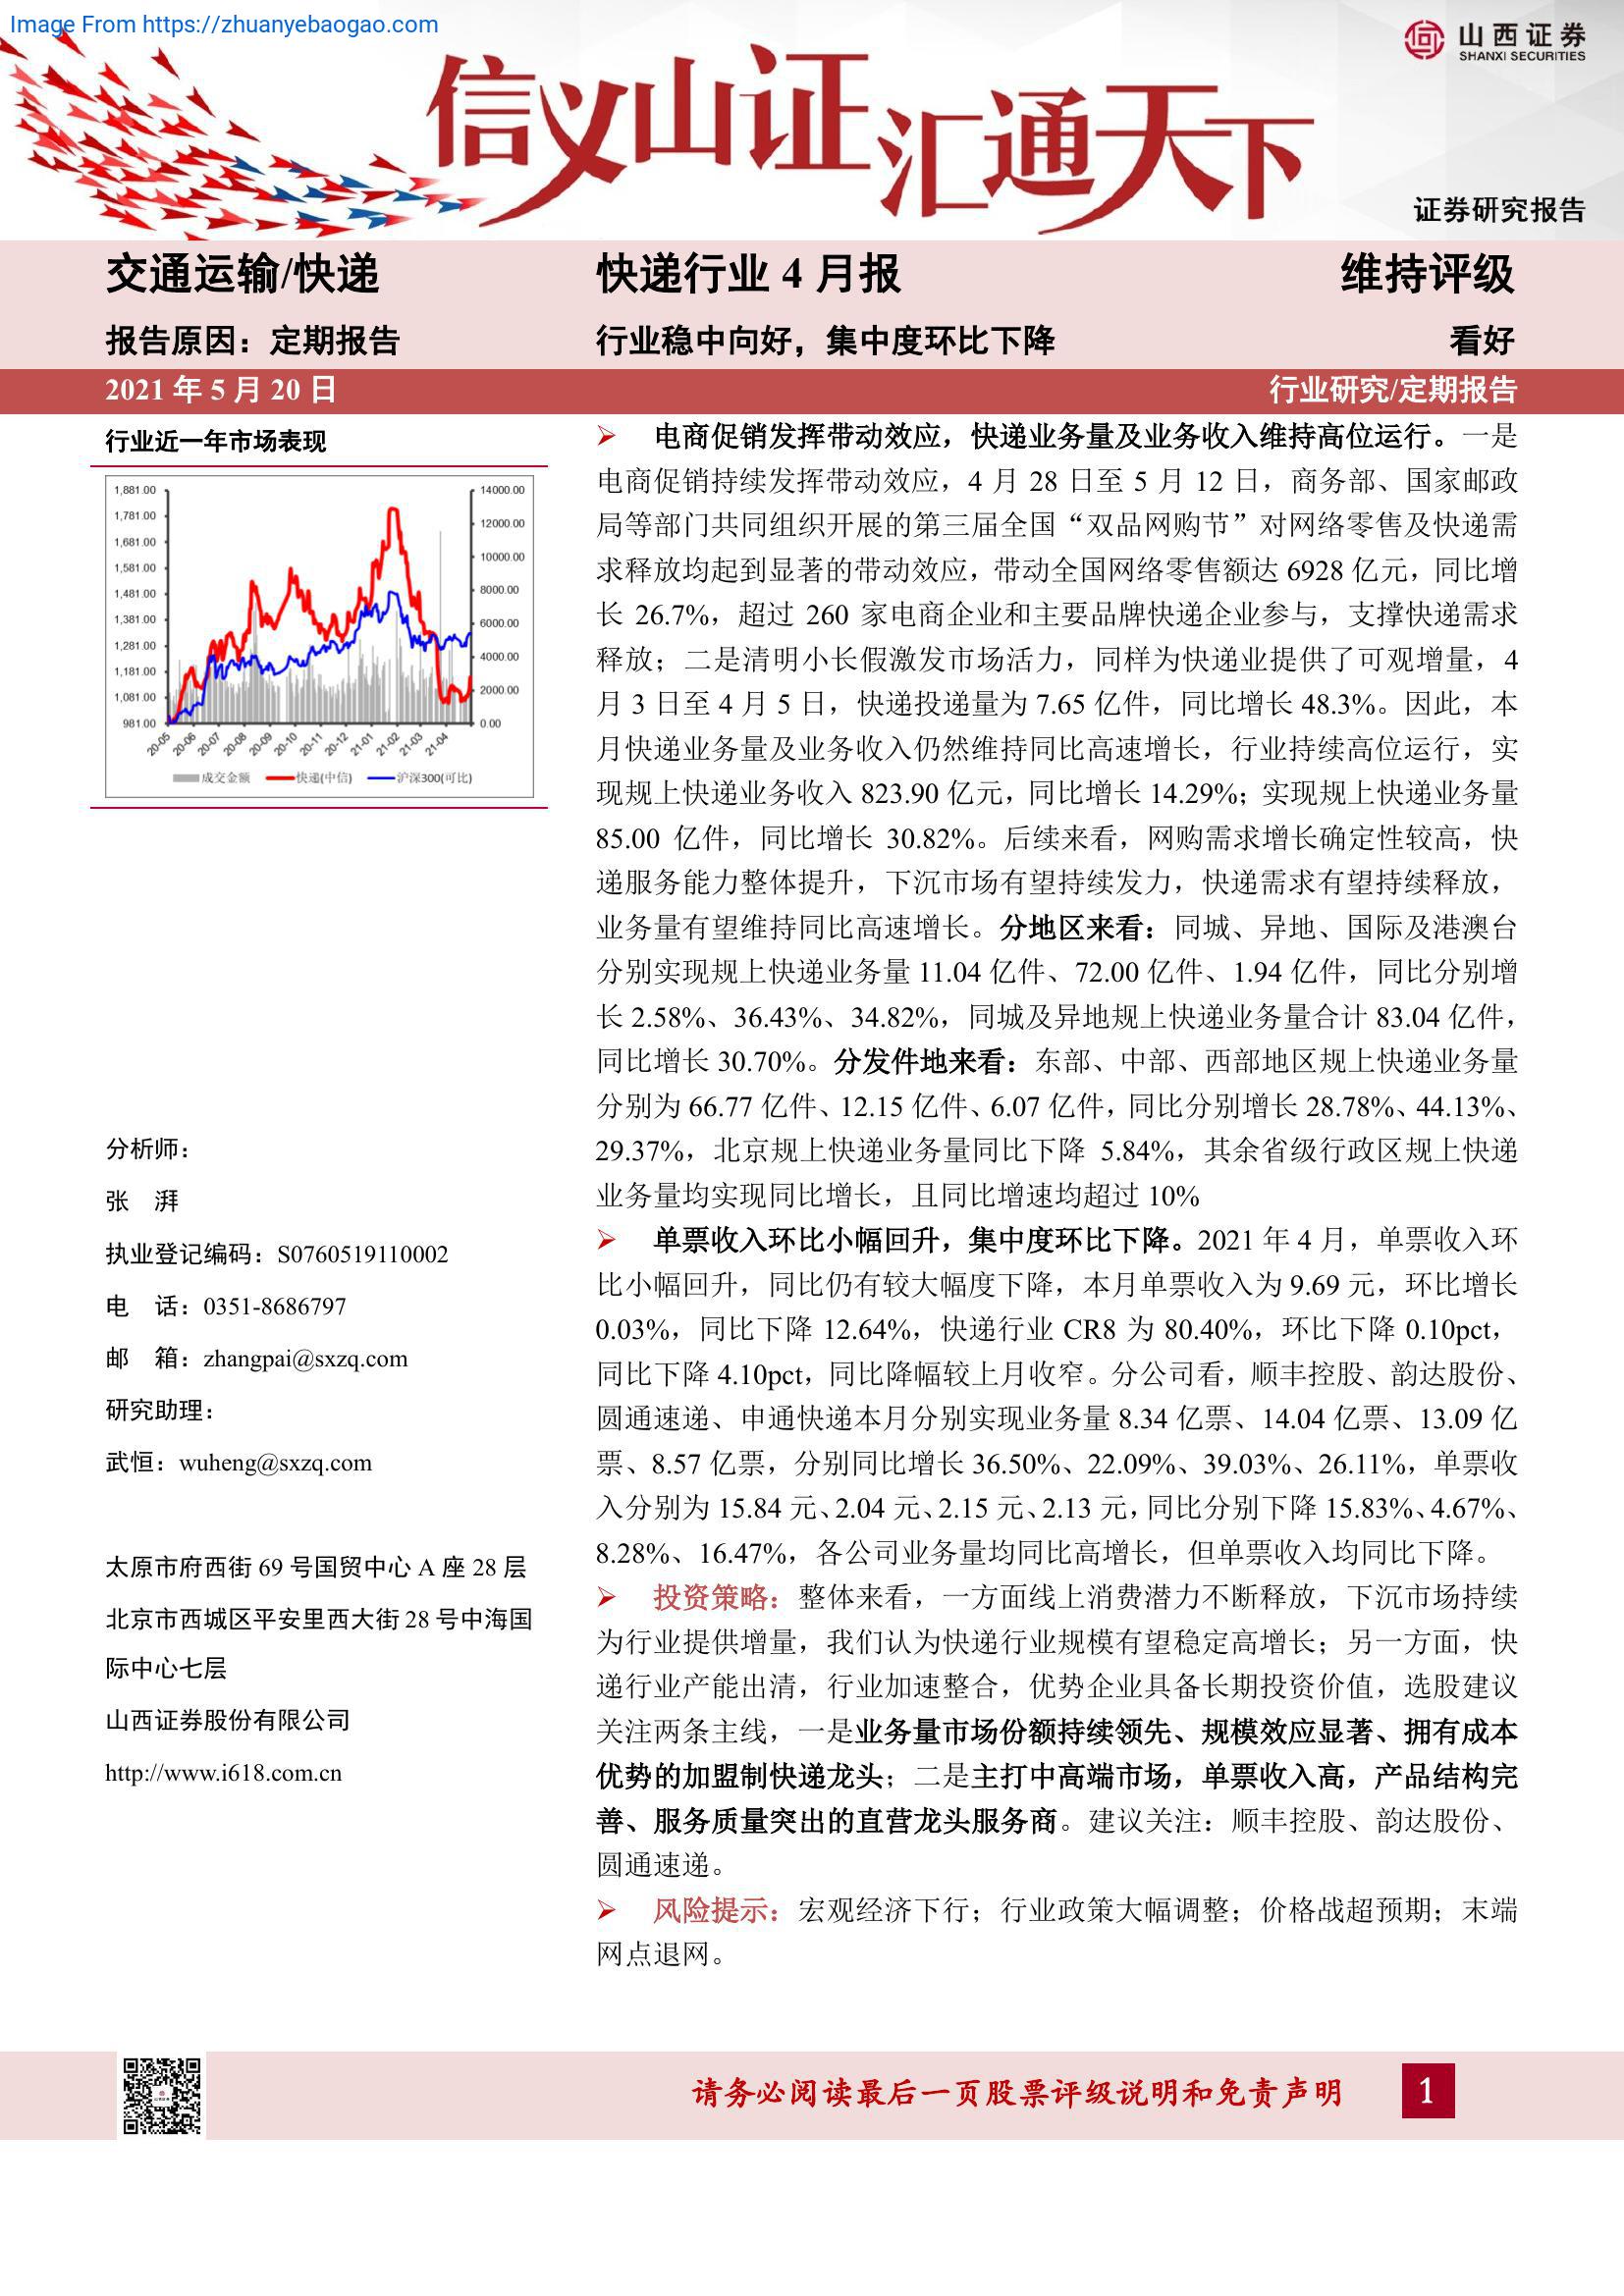 Image From https://zhuanyebaogao.com
山西证券
SHANXI SECURITIES
信义山证汇通天下
证券研究报告
交通运输/快递
快递行业 4 月报
维持评级
报告原因：定期报告
行业稳中向好，集中度环比下降
看好
2021 年 5 月 20 日
行业研究/定期报告
行业近一年市场表现
1,881.00
1,781.00
1,681.00
1,581.00
1,481.00
1,381.00
1,281.00
1,181.00
1,081.00
981.00
14000.00
12000.00
10000.00
8000.00
6000.00
4000.00
2000.00
0.00
20-05
20-06
20-07
20-08
20-09
20-10
20-11
20-12
21-01
21-02
21-03
21-04
成交金额 快递(中信) 沪深300(可比)
分析师：
张 湃
执业登记编码：S0760519110002
电 话：0351-8686797
邮 箱：zhangpai@sxzq.com
研究助理：
武恒：wuheng@sxzq.com
太原市府西街 69 号国贸中心 A 座 28 层
北京市西城区平安里西大街 28 号中海国
际中心七层
山西证券股份有限公司
http://www.i618.com.cn
➢ 电商促销发挥带动效应，快递业务量及业务收入维持高位运行。一是
电商促销持续发挥带动效应，4 月 28 日至 5 月 12 日，商务部、国家邮政
局等部门共同组织开展的第三届全国“双品网购节”对网络零售及快递需
求释放均起到显著的带动效应，带动全国网络零售额达 6928 亿元，同比增
长 26.7%，超过 260 家电商企业和主要品牌快递企业参与，支撑快递需求
释放；二是清明小长假激发市场活力，同样为快递业提供了可观增量，4
月 3 日至 4 月 5 日，快递投递量为 7.65 亿件，同比增长 48.3%。因此，本
月快递业务量及业务收入仍然维持同比高速增长，行业持续高位运行，实
现规上快递业务收入 823.90 亿元，同比增长 14.29%；实现规上快递业务量
85.00 亿件，同比增长 30.82%。后续来看，网购需求增长确定性较高，快
递服务能力整体提升，下沉市场有望持续发力，快递需求有望持续释放，
业务量有望维持同比高速增长。分地区来看：同城、异地、国际及港澳台
分别实现规上快递业务量 11.04 亿件、72.00 亿件、1.94 亿件，同比分别增
长 2.58%、36.43%、34.82%，同城及异地规上快递业务量合计 83.04 亿件，
同比增长 30.70%。分发件地来看：东部、中部、西部地区规上快递业务量
分别为 66.77 亿件、12.15 亿件、6.07 亿件，同比分别增长 28.78%、44.13%、
29.37%，北京规上快递业务量同比下降 5.84%，其余省级行政区规上快递
业务量均实现同比增长，且同比增速均超过 10%
➢ 单票收入环比小幅回升，集中度环比下降。2021 年 4 月，单票收入环
比小幅回升，同比仍有较大幅度下降，本月单票收入为 9.69 元，环比增长
0.03%，同比下降 12.64%，快递行业 CR8 为 80.40%，环比下降 0.10pct，
同比下降 4.10pct，同比降幅较上月收窄。分公司看，顺丰控股、韵达股份、
圆通速递、申通快递本月分别实现业务量 8.34 亿票、14.04 亿票、13.09 亿
票、8.57 亿票，分别同比增长 36.50%、22.09%、39.03%、26.11%，单票收
入分别为 15.84 元、2.04 元、2.15 元、2.13 元，同比分别下降 15.83%、4.67%、
8.28%、16.47%，各公司业务量均同比高增长，但单票收入均同比下降。
➢ 投资策略：整体来看，一方面线上消费潜力不断释放，下沉市场持续
为行业提供增量，我们认为快递行业规模有望稳定高增长；另一方面，快
递行业产能出清，行业加速整合，优势企业具备长期投资价值，选股建议
关注两条主线，一是业务量市场份额持续领先、规模效应显著、拥有成本
优势的加盟制快递龙头；二是主打中高端市场，单票收入高，产品结构完
善、服务质量突出的直营龙头服务商。建议关注：顺丰控股、韵达股份、
圆通速递。
➢ 风险提示：宏观经济下行；行业政策大幅调整；价格战超预期；末端
网点退网。
请务必阅读最后一页股票评级说明和免责声明
1